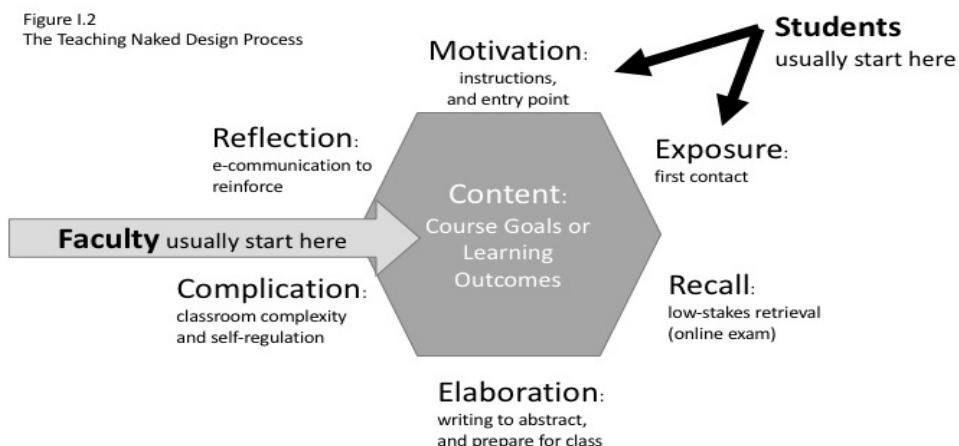 Figure I.2
The Teaching Naked Design Process
Students
usually start here
Motivation:
instructions,
and entry point
Exposure:
first contact
Recall:
low-stakes retrieval
(online exam)
Elaboration:
writing to abstract,
and prepare for class
Complication:
classroom complexity
and self-regulation
Faculty usually start here
Reflection:
e-communication to
reinforce
Content:
Course Goals or
Learning
Outcomes